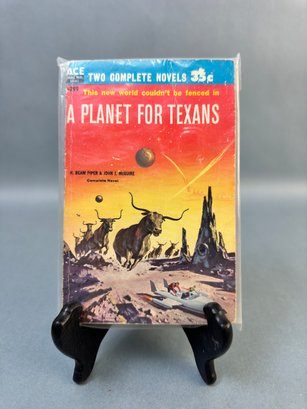 ACE
TWO COMPLETE NOVELS 35¢
This new world couldn't be fenced in
A PLANET FOR TEXANS
H. BEAM PIPER & JOHN J. McGUIRE
Complete Novel